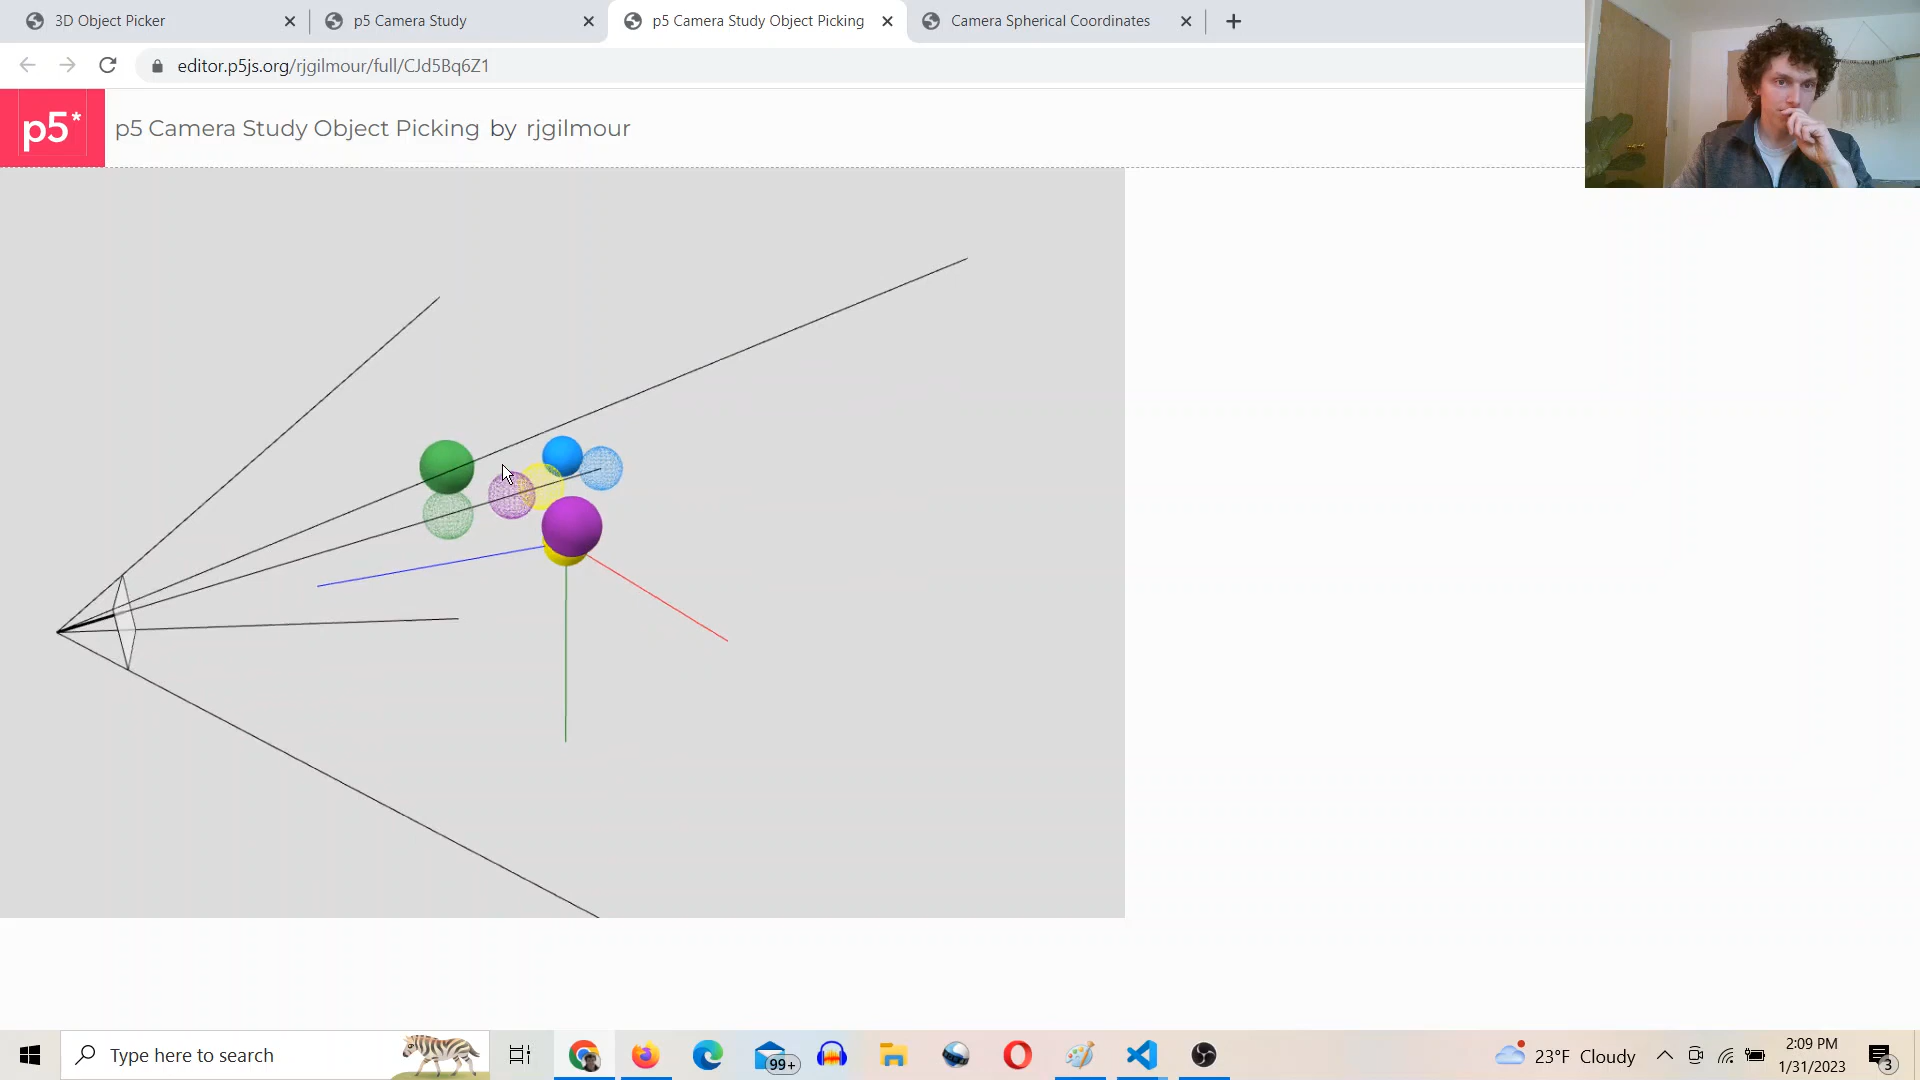 3D Object Picker
p5 Camera Study
p5 Camera Study Object Picking
Camera Spherical Coordinates
editor.p5js.org/rjgilmour/full/CJd5Bq6Z1
p5* p5 Camera Study Object Picking by rjgilmour
Type here to search
99+
23°F Cloudy
2:09 PM
1/31/2023
3